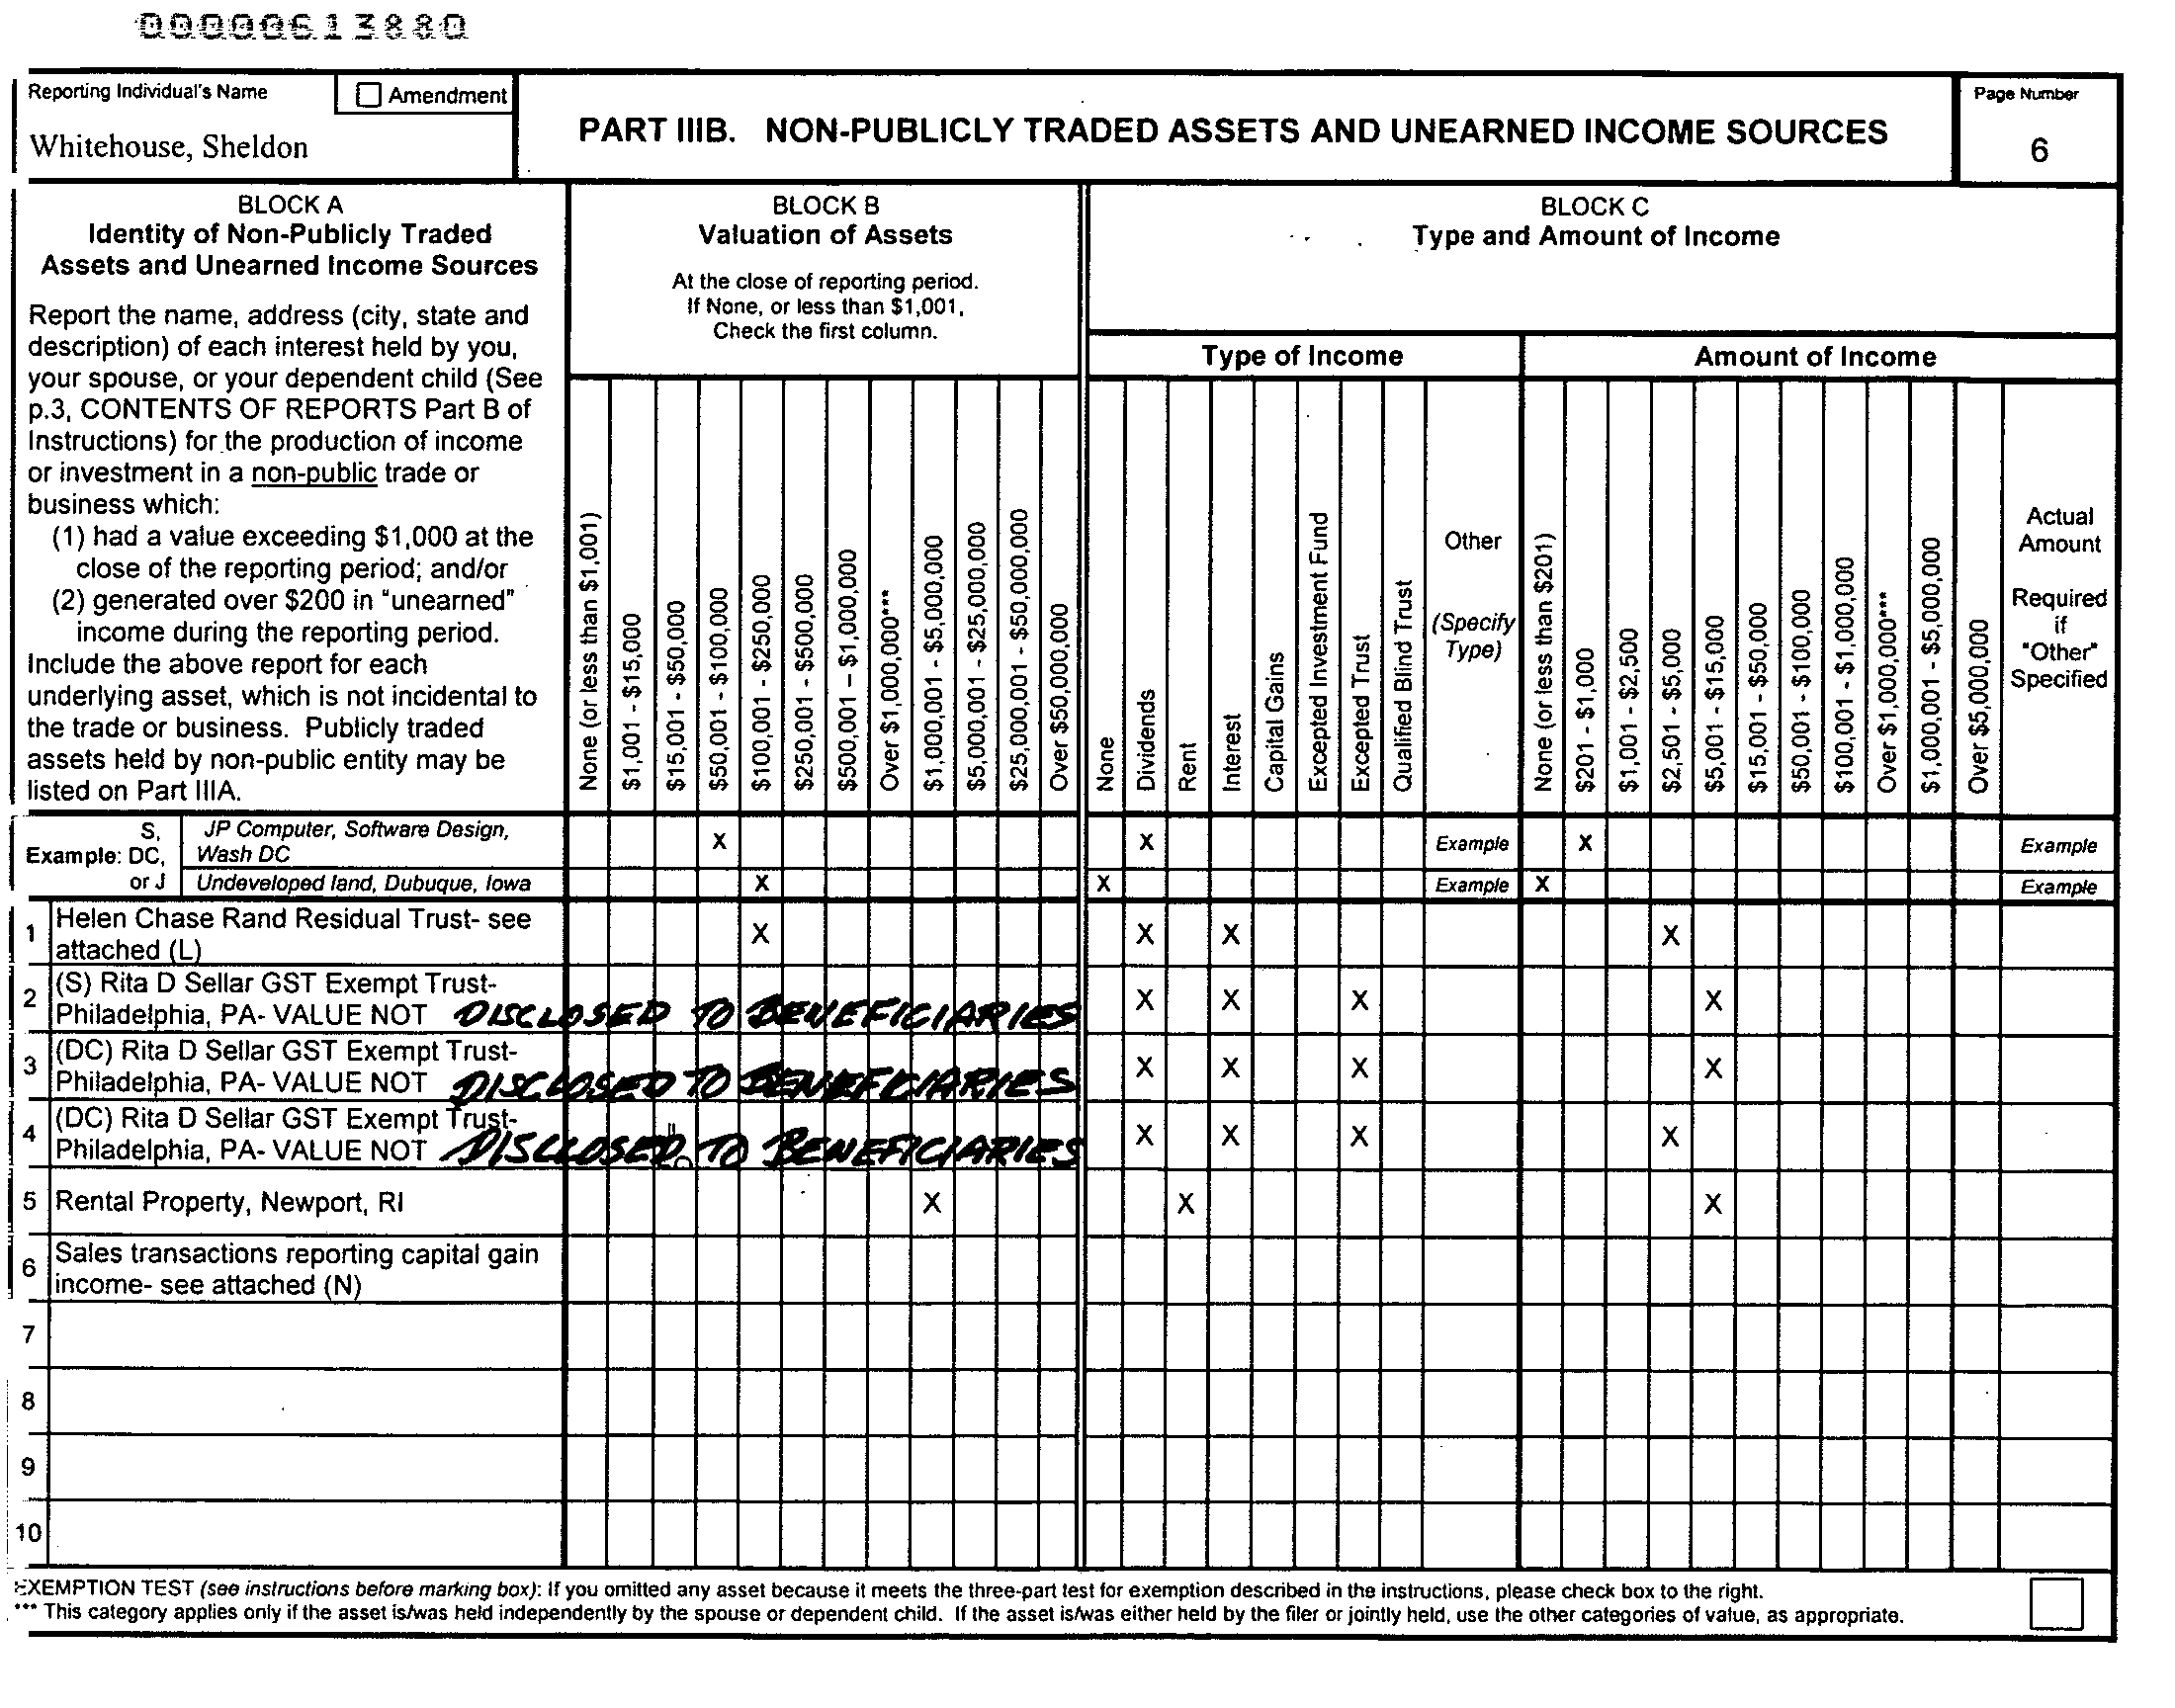 00000613880
Reporting Individual's Name
Amendment
Whitehouse, Sheldon
PART IIIB. NON-PUBLICLY TRADED ASSETS AND UNEARNED INCOME SOURCES
Page Number
6
BLOCK A
Identity of Non-Publicly Traded
Assets and Unearned Income Sources
Report the name, address (city, state and
description) of each interest held by you,
your spouse, or your dependent child (See
p.3, CONTENTS OF REPORTS Part B of
Instructions) for the production of income
or investment in a non-public trade or
business which:
(1) had a value exceeding $1,000 at the
close of the reporting period; and/or
(2) generated over $200 in "unearned"
income during the reporting period.
Include the above report for each
underlying asset, which is not incidental to
the trade or business. Publicly traded
assets held by non-public entity may be
listed on Part IIIA.
BLOCK B
Valuation of Assets
At the close of reporting period.
If None, or less than $1,001,
Check the first column.
None (or less than $1,001)
$1,001 - $15,000
$15,001 - $50,000
$50,001 - $100,000
$100,001 - $250,000
$250,001 - $500,000
$500,001 – $1,000,000
Over $1,000,000***
$1,000,001 - $5,000,000
$5,000,001 - $25,000,000
$25,000,001 - $50,000,000
Over $50,000,000
BLOCK C
Type and Amount of Income
Type of Income
None
Dividends
Rent
Interest
Capital Gains
Excepted Investment Fund
Excepted Trust
Qualified Blind Trust
Other
(Specify
Type)
Amount of Income
None (or less than $201)
$201 - $1,000
$1,001 - $2,500
$2,501 - $5,000
$5,001 - $15,000
$15,001 - $50,000
$50,001 - $100,000
$100,001 - $1,000,000
Over $1,000,000***
$1,000,001 - $5,000,000
Over $5,000,000
Actual
Amount
Required
if
"Other"
Specified
Example:
S,
DC,
or J
JP Computer, Software Design,
Wash DC
X X Example X Example
Undeveloped land, Dubuque, Iowa X X Example X Example
1 Helen Chase Rand Residual Trust- see
attached (L)
X X X X
2 (S) Rita D Sellar GST Exempt Trust-
Philadelphia, PA- VALUE NOT DISCLOSED TO BENEFICIARIES
X X X X
3 (DC) Rita D Sellar GST Exempt Trust-
Philadelphia, PA- VALUE NOT DISCLOSED TO BENEFICIARIES
X X X X
4 (DC) Rita D Sellar GST Exempt Trust-
Philadelphia, PA- VALUE NOT DISCLOSED TO BENEFICIARIES
X X X X
5 Rental Property, Newport, RI X X X
6 Sales transactions reporting capital gain
income- see attached (N)
7
8
9
10
EXEMPTION TEST (see instructions before marking box): If you omitted any asset because it meets the three-part test for exemption described in the instructions, please check box to the right.
*** This category applies only if the asset is/was held independently by the spouse or dependent child. If the asset is/was either held by the filer or jointly held, use the other categories of value, as appropriate.